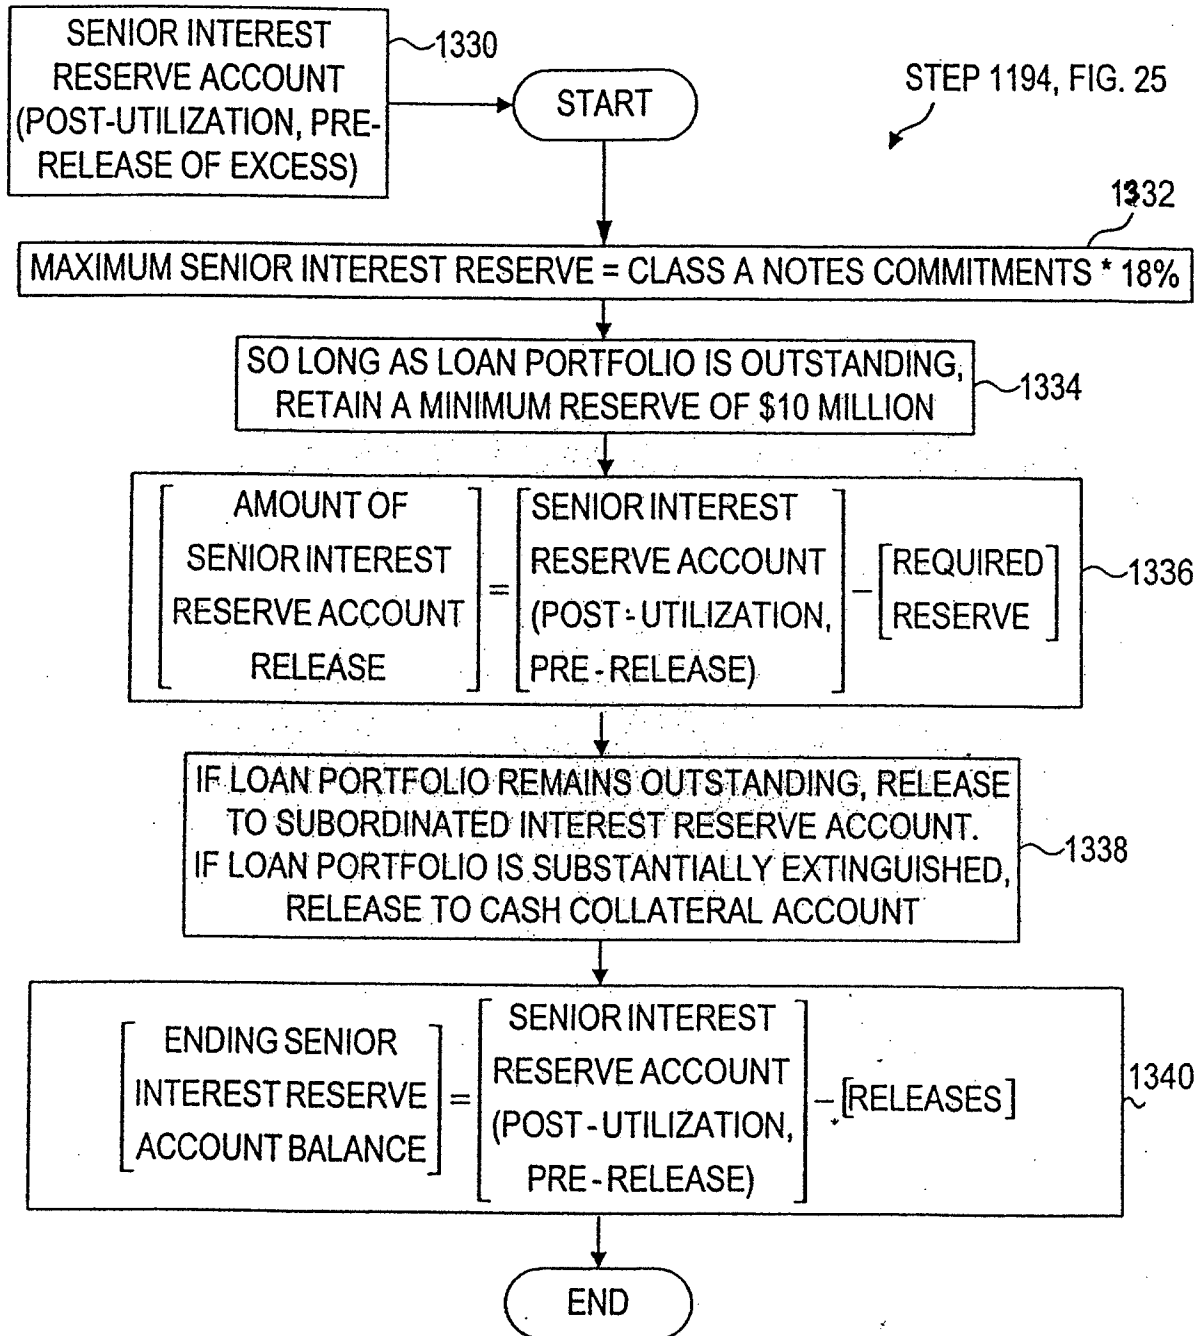 SENIOR INTEREST
RESERVE ACCOUNT
(POST-UTILIZATION, PRE-
RELEASE OF EXCESS)
1330
START
STEP 1194, FIG. 25
1332
MAXIMUM SENIOR INTEREST RESERVE = CLASS A NOTES COMMITMENTS * 18%
SO LONG AS LOAN PORTFOLIO IS OUTSTANDING,
RETAIN A MINIMUM RESERVE OF $10 MILLION
1334
AMOUNT OF
SENIOR INTEREST
RESERVE ACCOUNT
RELEASE
=
SENIOR INTEREST
RESERVE ACCOUNT
(POST-UTILIZATION,
PRE-RELEASE)
-
REQUIRED
RESERVE
1336
IF LOAN PORTFOLIO REMAINS OUTSTANDING, RELEASE
TO SUBORDINATED INTEREST RESERVE ACCOUNT.
IF LOAN PORTFOLIO IS SUBSTANTIALLY EXTINGUISHED,
RELEASE TO CASH COLLATERAL ACCOUNT
1338
ENDING SENIOR
INTEREST RESERVE
ACCOUNT BALANCE
=
SENIOR INTEREST
RESERVE ACCOUNT
(POST-UTILIZATION,
PRE-RELEASE)
- [RELEASES]
1340
END